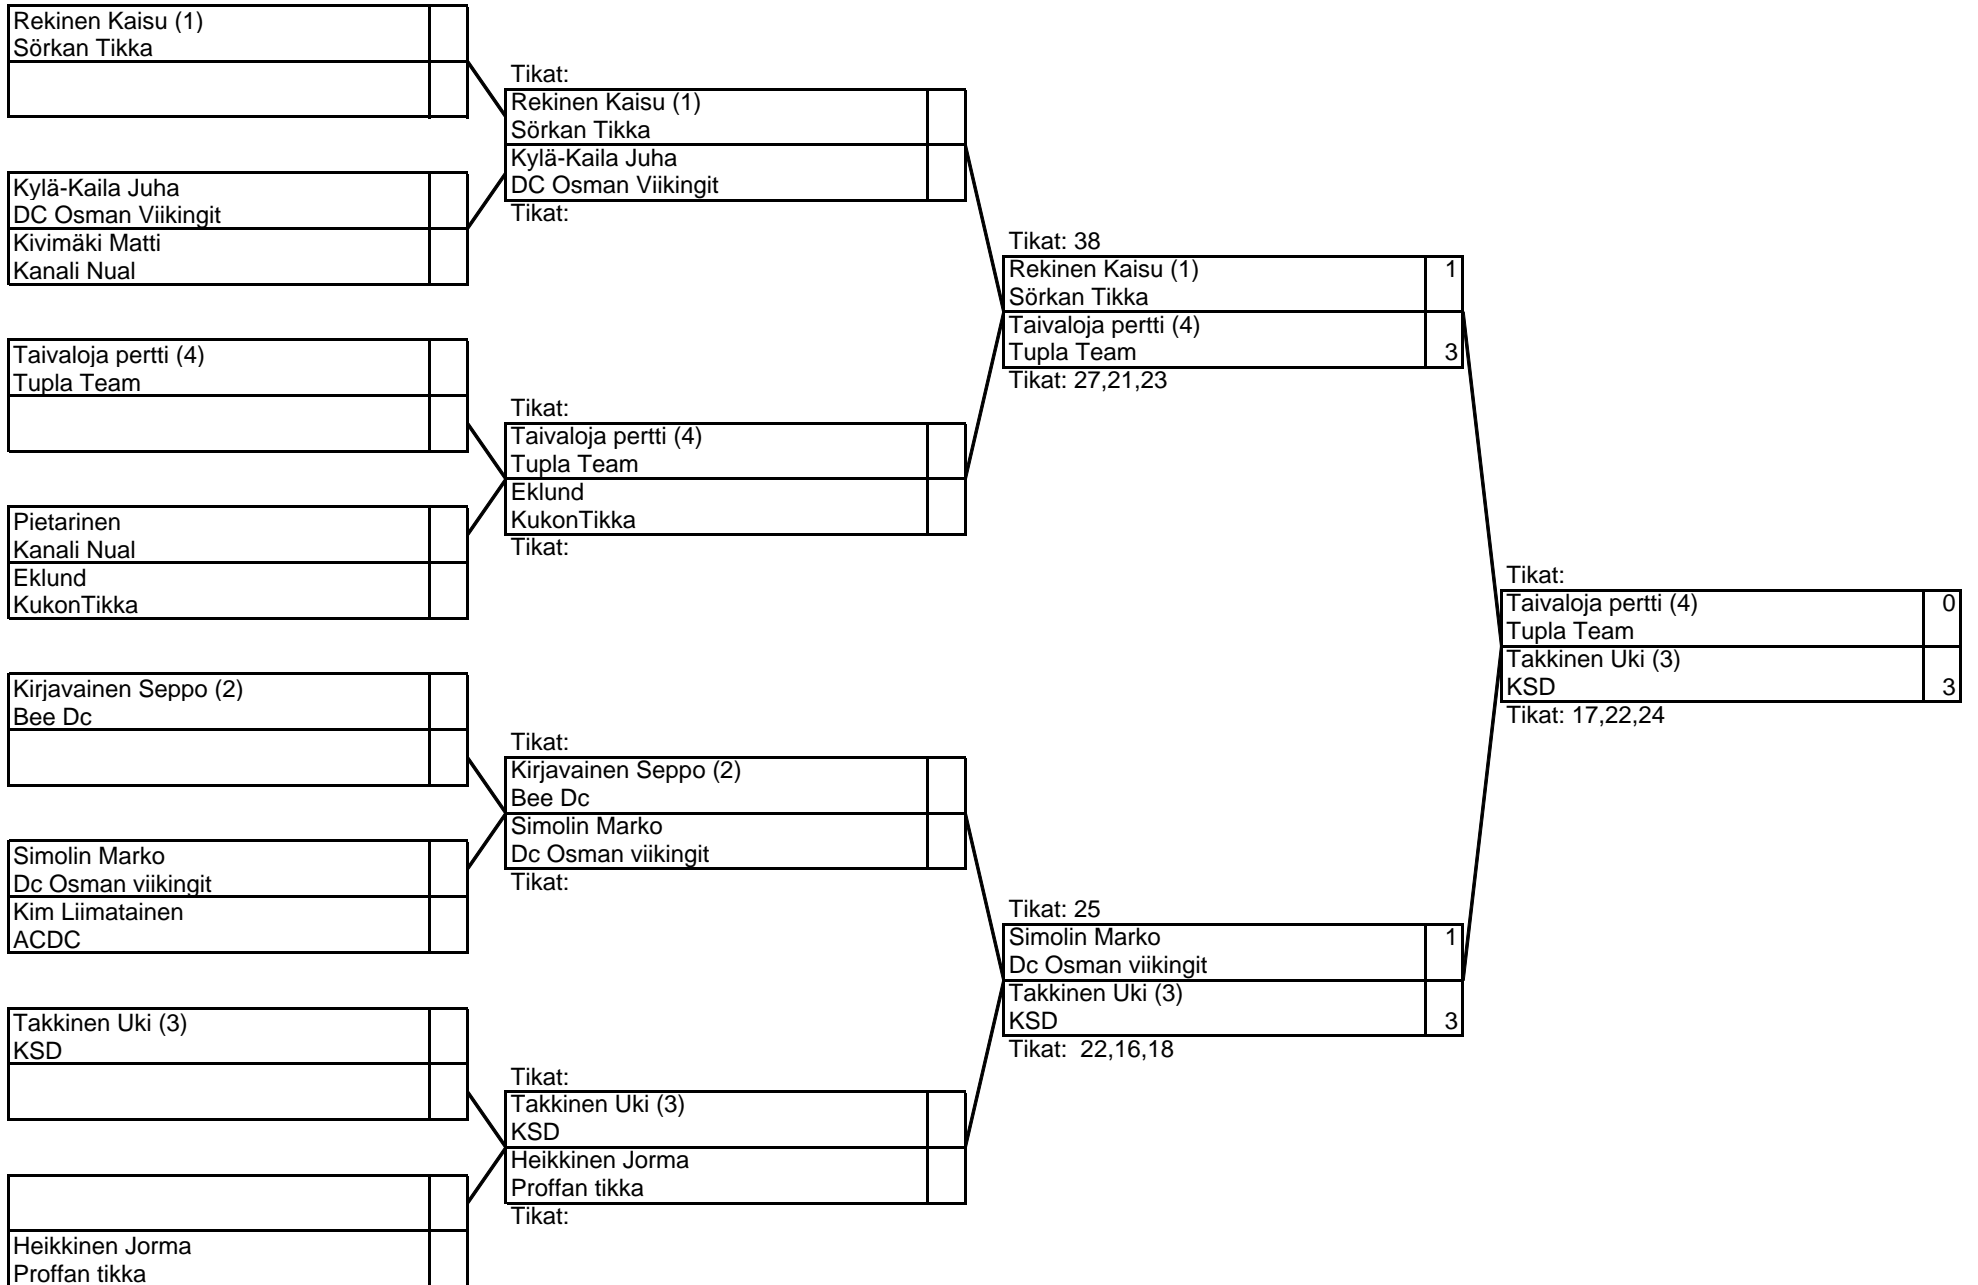 Rekinen Kaisu (1)
Sörkan Tikka
Kylä-Kaila Juha
DC Osman Viikingit
Kivimäki Matti
Kanali Nual
Taivaloja pertti (4)
Tupla Team
Pietarinen
Kanali Nual
Eklund
KukonTikka
Kirjavainen Seppo (2)
Bee Dc
Simolin Marko
Dc Osman viikingit
Kim Liimatainen
ACDC
Takkinen Uki (3)
KSD
Heikkinen Jorma
Proffan tikka
Tikat:
Rekinen Kaisu (1)
Sörkan Tikka
Kylä-Kaila Juha
DC Osman Viikingit
Tikat:
Tikat:
Taivaloja pertti (4)
Tupla Team
Eklund
KukonTikka
Tikat:
Tikat:
Kirjavainen Seppo (2)
Bee Dc
Simolin Marko
Dc Osman viikingit
Tikat:
Tikat:
Takkinen Uki (3)
KSD
Heikkinen Jorma
Proffan tikka
Tikat:
Tikat: 38
Rekinen Kaisu (1) 1
Sörkan Tikka
Taivaloja pertti (4)
Tupla Team 3
Tikat: 27,21,23
Tikat: 25
Simolin Marko 1
Dc Osman viikingit
Takkinen Uki (3)
KSD 3
Tikat: 22,16,18
Tikat:
Taivaloja pertti (4) 0
Tupla Team
Takkinen Uki (3)
KSD 3
Tikat: 17,22,24